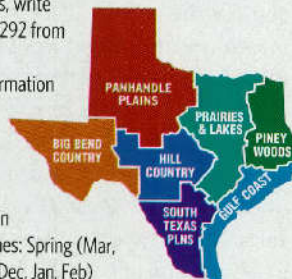 s, write
292 from
rmation
PANHANDLE
PLAINS
PRAIRIES
& LAKES
PINEY
WOODS
BIG BEND
COUNTRY
HILL
COUNTRY
GULF COAST
SOUTH
TEXAS
PLNS
n
nes: Spring (Mar,
Dec, Jan, Feb)